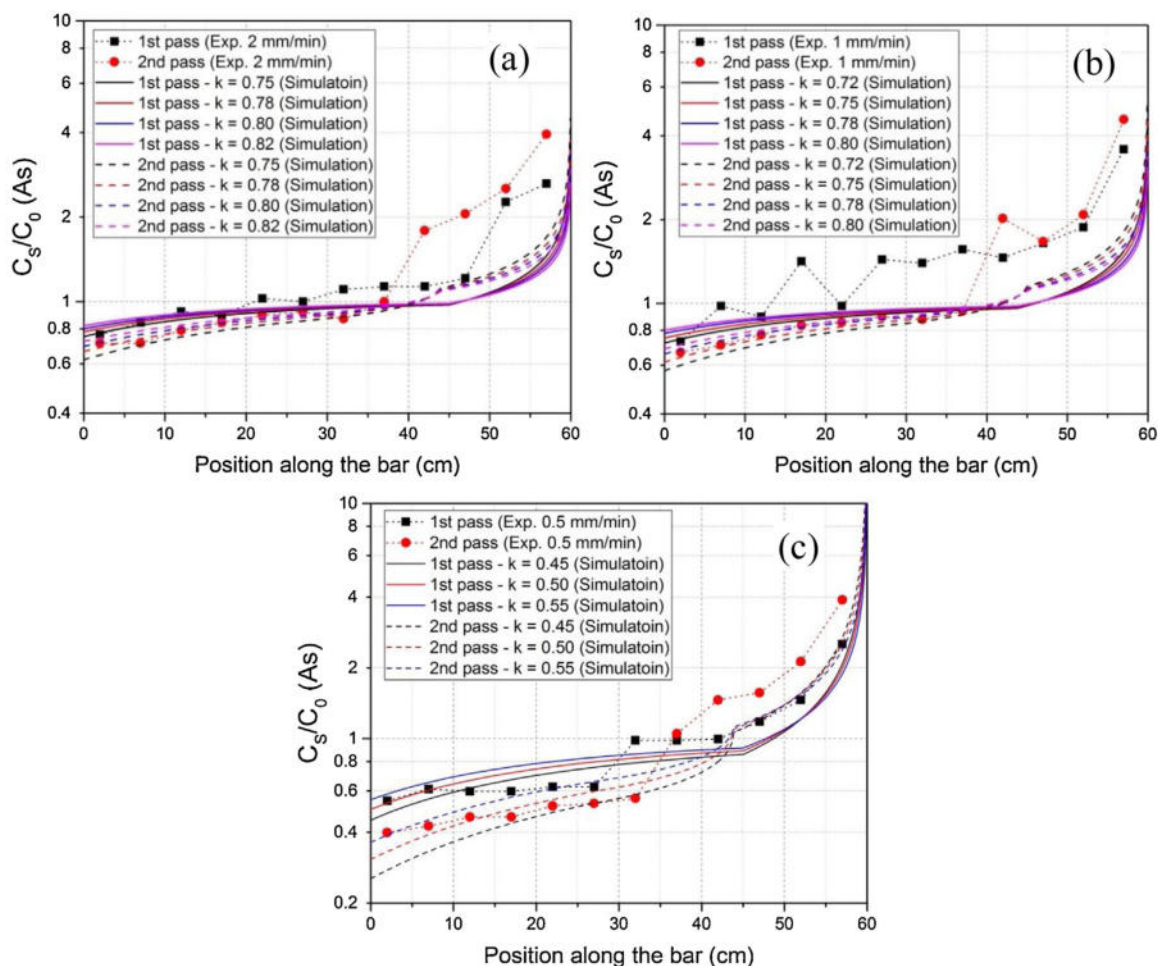 10
6
4
2
1
0.8
0.6
0.4
C_S/C_0 (As)
1st pass (Exp. 2 mm/min)
2nd pass (Exp. 2 mm/min)
1st pass - k = 0.75 (Simulatoin)
1st pass - k = 0.78 (Simulation)
1st pass - k = 0.80 (Simulation)
1st pass - k = 0.82 (Simulation)
2nd pass - k = 0.75 (Simulation)
2nd pass - k = 0.78 (Simulation)
2nd pass - k = 0.80 (Simulation)
2nd pass - k = 0.82 (Simulation)
(a)
0 10 20 30 40 50 60
Position along the bar (cm)
10
6
4
2
1
0.8
0.6
0.4
C_S/C_0 (As)
1st pass (Exp. 1 mm/min)
2nd pass (Exp. 1 mm/min)
1st pass - k = 0.72 (Simulation)
1st pass - k = 0.75 (Simulation)
1st pass - k = 0.78 (Simulation)
1st pass - k = 0.80 (Simulation)
2nd pass - k = 0.72 (Simulation)
2nd pass - k = 0.75 (Simulation)
2nd pass - k = 0.78 (Simulation)
2nd pass - k = 0.80 (Simulation)
(b)
0 10 20 30 40 50 60
Position along the bar (cm)
10
8
6
4
2
1
0.8
0.6
0.4
0.2
C_S/C_0 (As)
1st pass (Exp. 0.5 mm/min)
2nd pass (Exp. 0.5 mm/min)
1st pass - k = 0.45 (Simulatoin)
1st pass - k = 0.50 (Simulatoin)
1st pass - k = 0.55 (Simulatoin)
2nd pass - k = 0.45 (Simulatoin)
2nd pass - k = 0.50 (Simulatoin)
2nd pass - k = 0.55 (Simulatoin)
(c)
0 10 20 30 40 50 60
Position along the bar (cm)